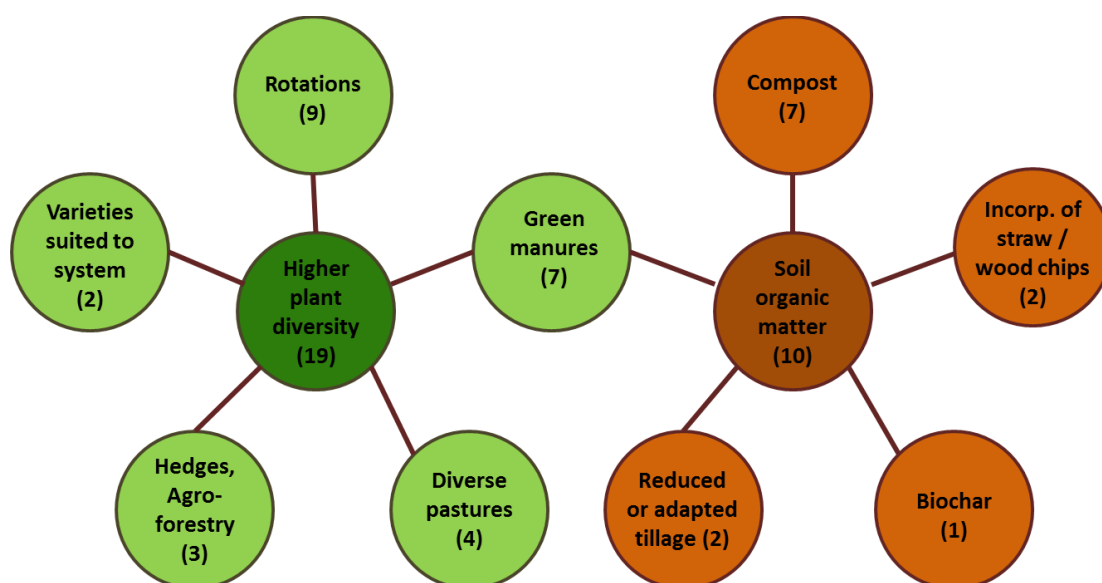 Rotations
(9)
Compost
(7)
Varieties
suited to
system
(2)
Higher
plant
diversity
(19)
Green
manures
(7)
Soil
organic
matter
(10)
Incorp. of
straw /
wood chips
(2)
Hedges,
Agro-
forestry
(3)
Diverse
pastures
(4)
Reduced
or adapted
tillage (2)
Biochar
(1)